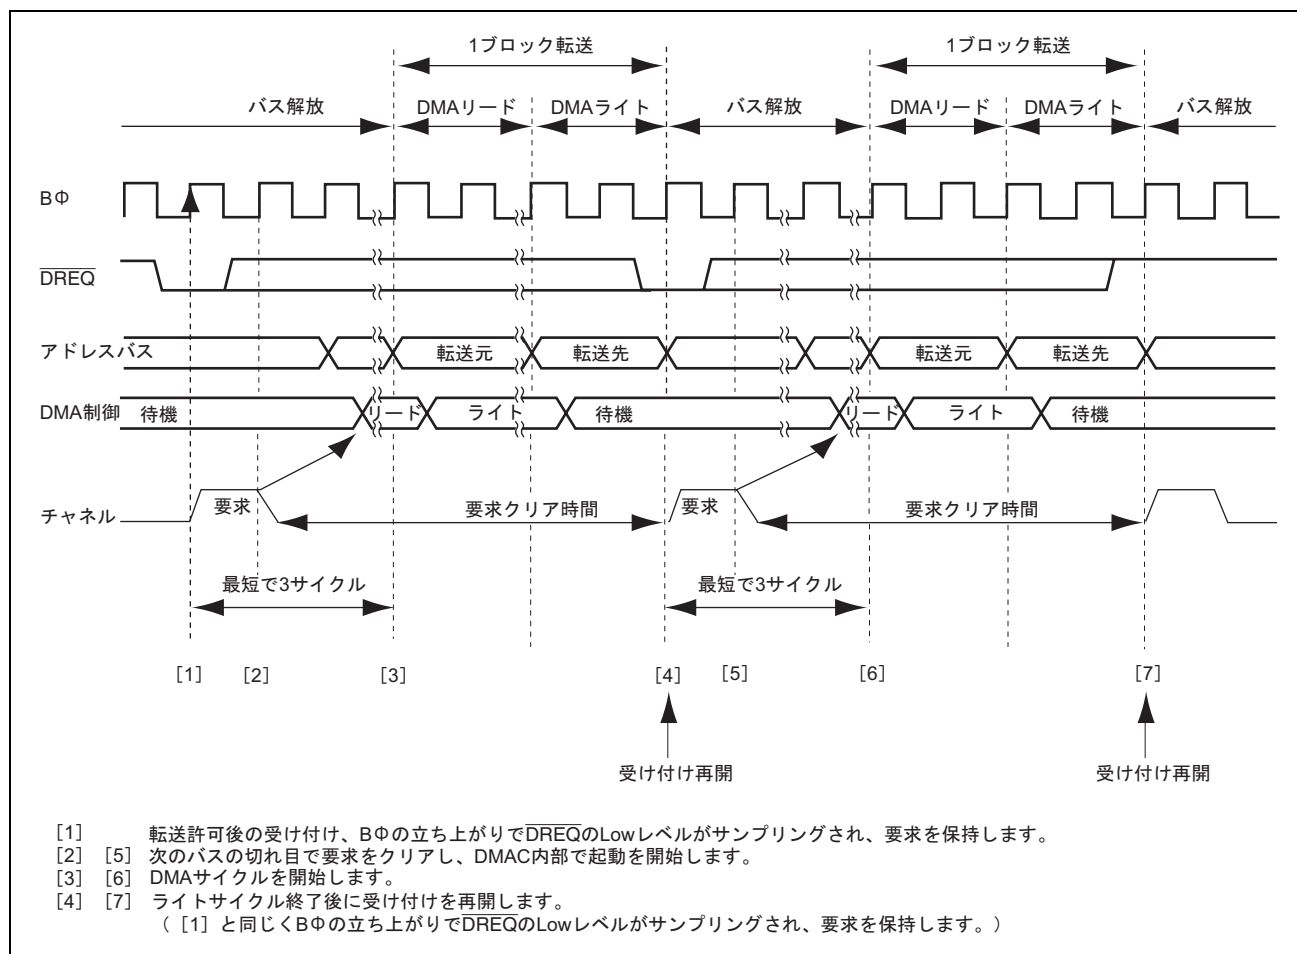 1ブロック転送 1ブロック転送
バス解放 DMAリード DMAライト バス解放 DMAリード DMAライト バス解放
BΦ
DREQ
アドレスバス 転送元 転送先 転送元 転送先
DMA制御 待機 リード ライト 待機 リード ライト 待機
チャネル 要求 要求クリア時間 要求 要求クリア時間
最短で3サイクル 最短で3サイクル
[1] [2] [3] [4] [5] [6] [7]
受け付け再開 受け付け再開
[1] 転送許可後の受け付け、BΦの立ち上がりでDREQのLowレベルがサンプリングされ、要求を保持します。
[2] [5] 次のバスの切れ目で要求をクリアし、DMAC内部で起動を開始します。
[3] [6] DMAサイクルを開始します。
[4] [7] ライトサイクル終了後に受け付けを再開します。
([1]と同じくBΦの立ち上がりでDREQのLowレベルがサンプリングされ、要求を保持します。)